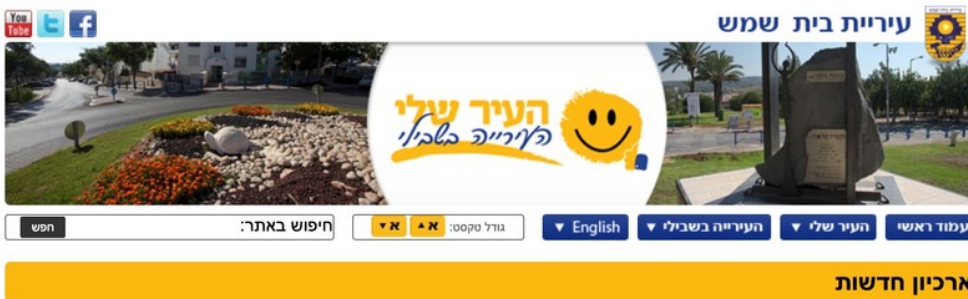 You
Tube
עיריית בית שמש
העיר שלי
העירייה בשבילי
עמוד ראשי
העיר שלי ▼
העירייה בשבילי ▼
English ▼
גודל טקסט:
א▲
א▼
חיפוש באתר:
חפש
ארכיון חדשות